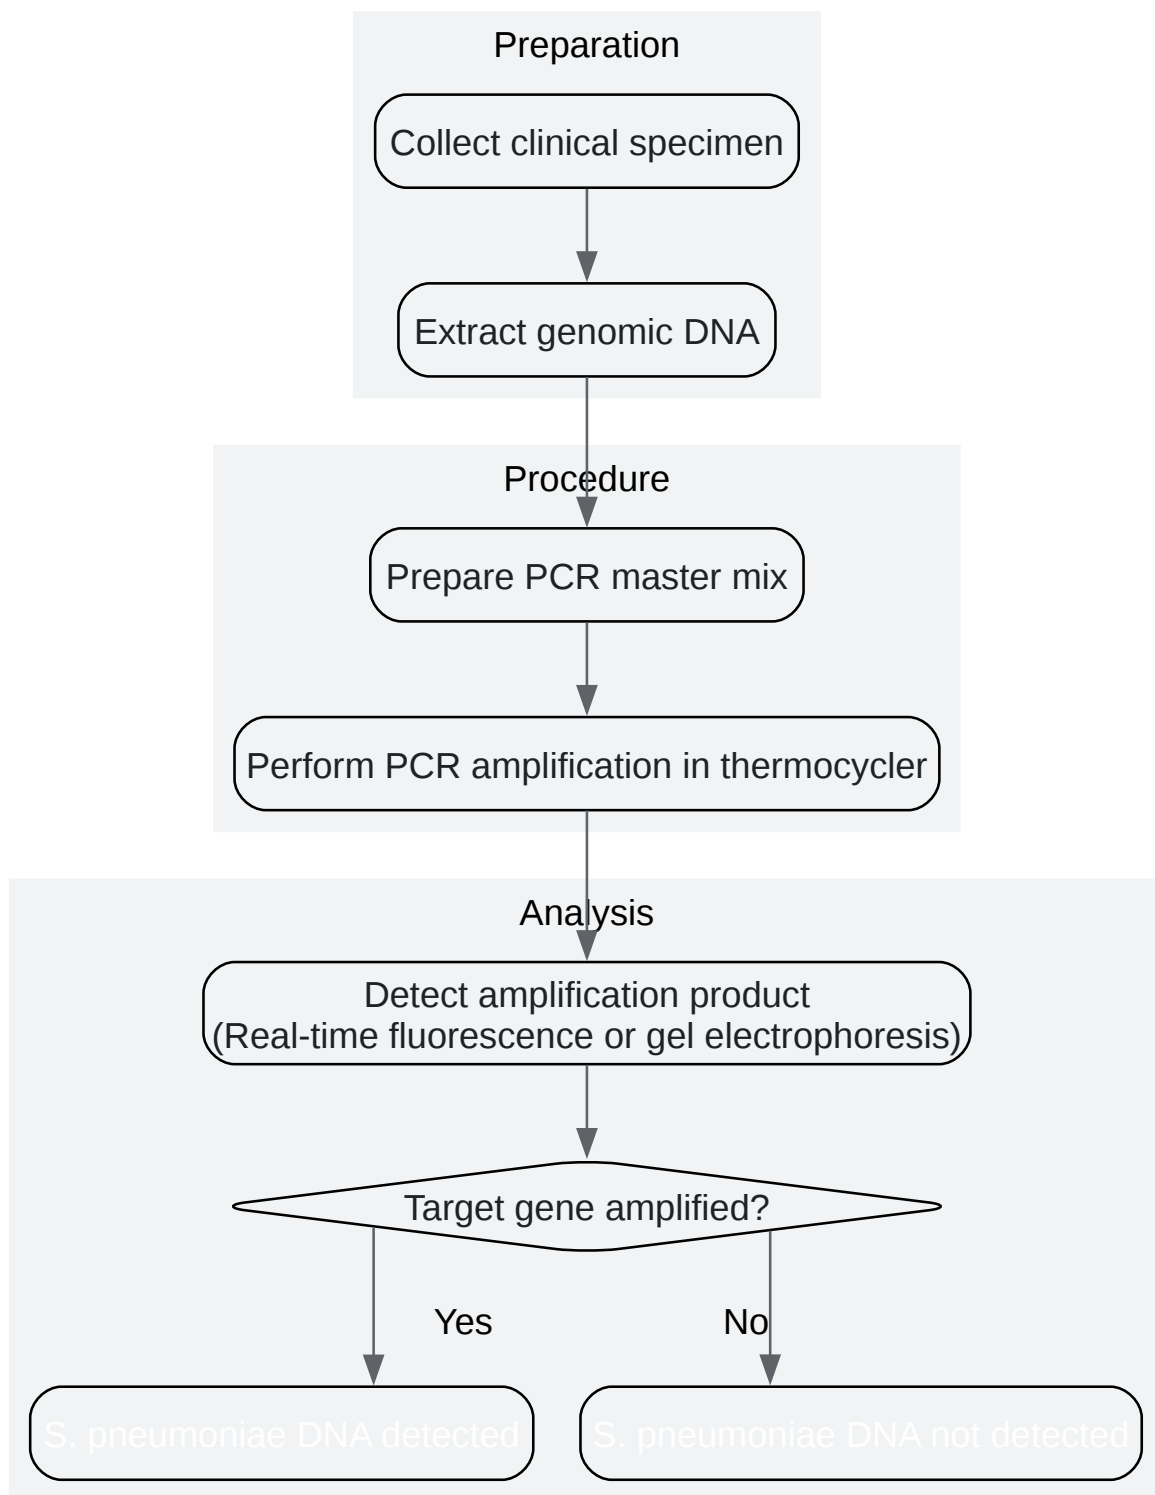 Preparation
Collect clinical specimen
Extract genomic DNA
Procedure
Prepare PCR master mix
Perform PCR amplification in thermocycler
Analysis
Detect amplification product
(Real-time fluorescence or gel electrophoresis)
Target gene amplified?
Yes
No
S. pneumoniae DNA detected
S. pneumoniae DNA not detected